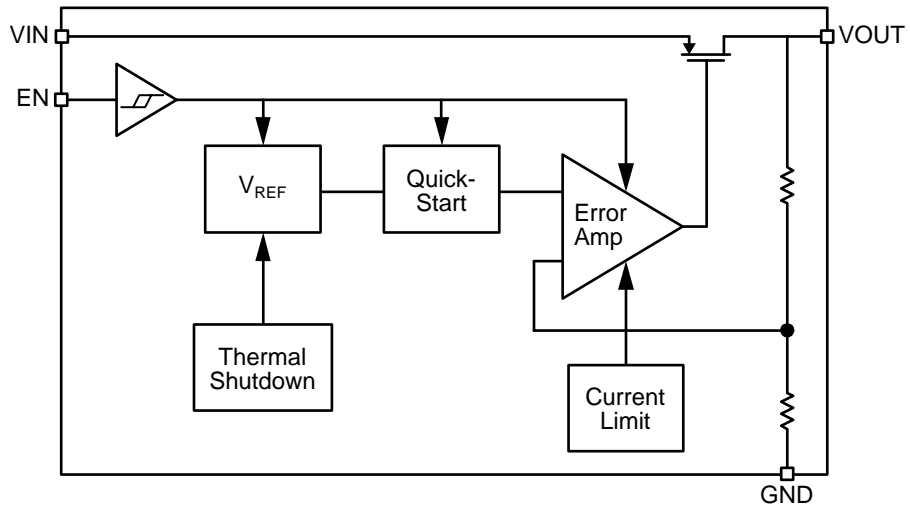 VIN
VOUT
EN
VREF
Quick-
Start
Error
Amp
Thermal
Shutdown
Current
Limit
GND